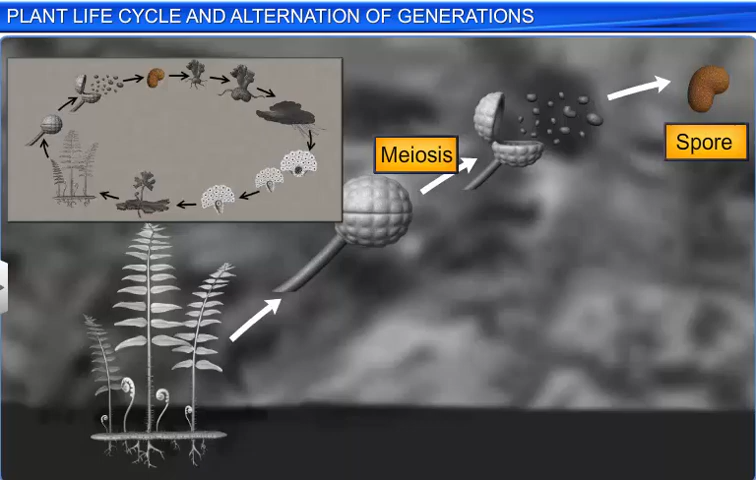 PLANT LIFE CYCLE AND ALTERNATION OF GENERATIONS
Meiosis
Spore